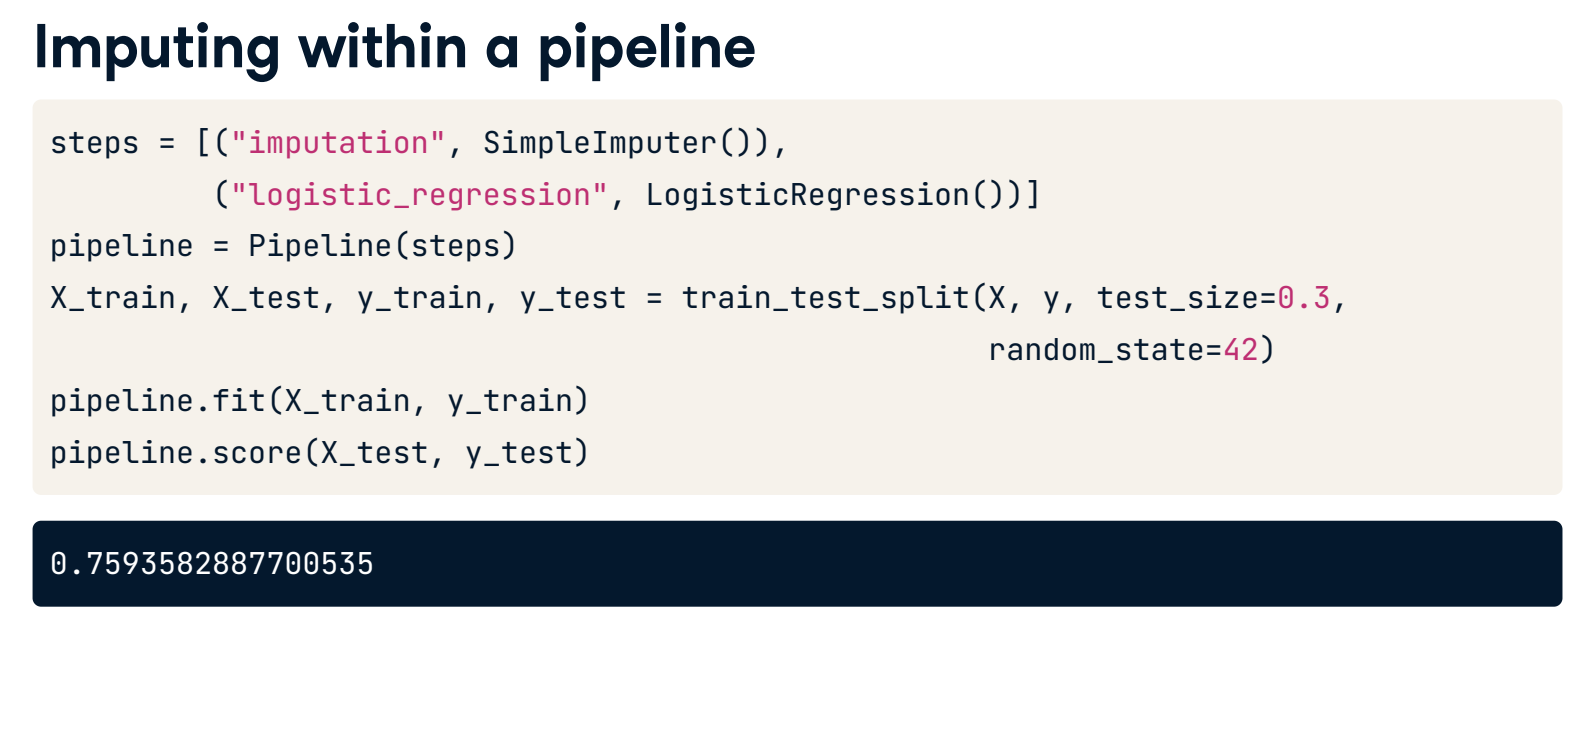 Imputing within a pipeline
steps = [("imputation", SimpleImputer()),
         ("logistic_regression", LogisticRegression())]
pipeline = Pipeline(steps)
X_train, X_test, y_train, y_test = train_test_split(X, y, test_size=0.3,
                                                    random_state=42)
pipeline.fit(X_train, y_train)
pipeline.score(X_test, y_test)
0.7593582887700535